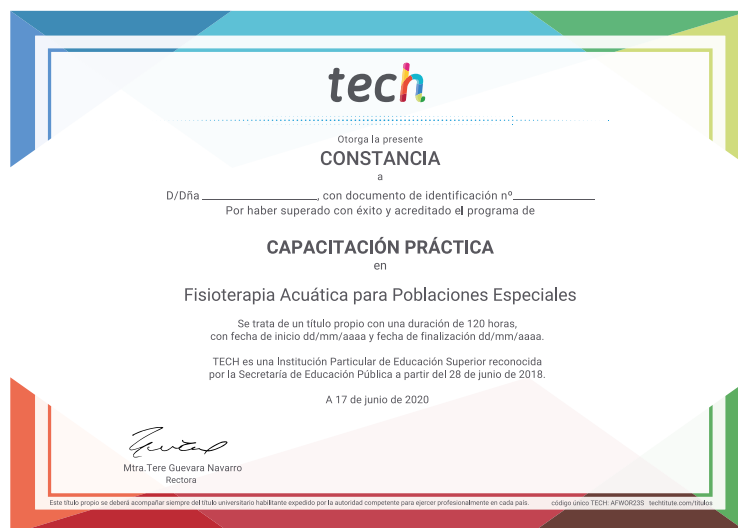 tech
Otorga la presente
CONSTANCIA
a
D/Dña ____________________, con documento de identificación nº______________
Por haber superado con éxito y acreditado el programa de
CAPACITACIÓN PRÁCTICA
en
Fisioterapia Acuática para Poblaciones Especiales
Se trata de un título propio con una duración de 120 horas,
con fecha de inicio dd/mm/aaaa y fecha de finalización dd/mm/aaaa.
TECH es una Institución Particular de Educación Superior reconocida
por la Secretaría de Educación Pública a partir del 28 de junio de 2018.
A 17 de junio de 2020
Mtra.Tere Guevara Navarro
Rectora
Este título propio se deberá acompañar siempre del título universitario habilitante expedido por la autoridad competente para ejercer profesionalmente en cada país. código único TECH: AFWOR23S techtitute.com/titulos